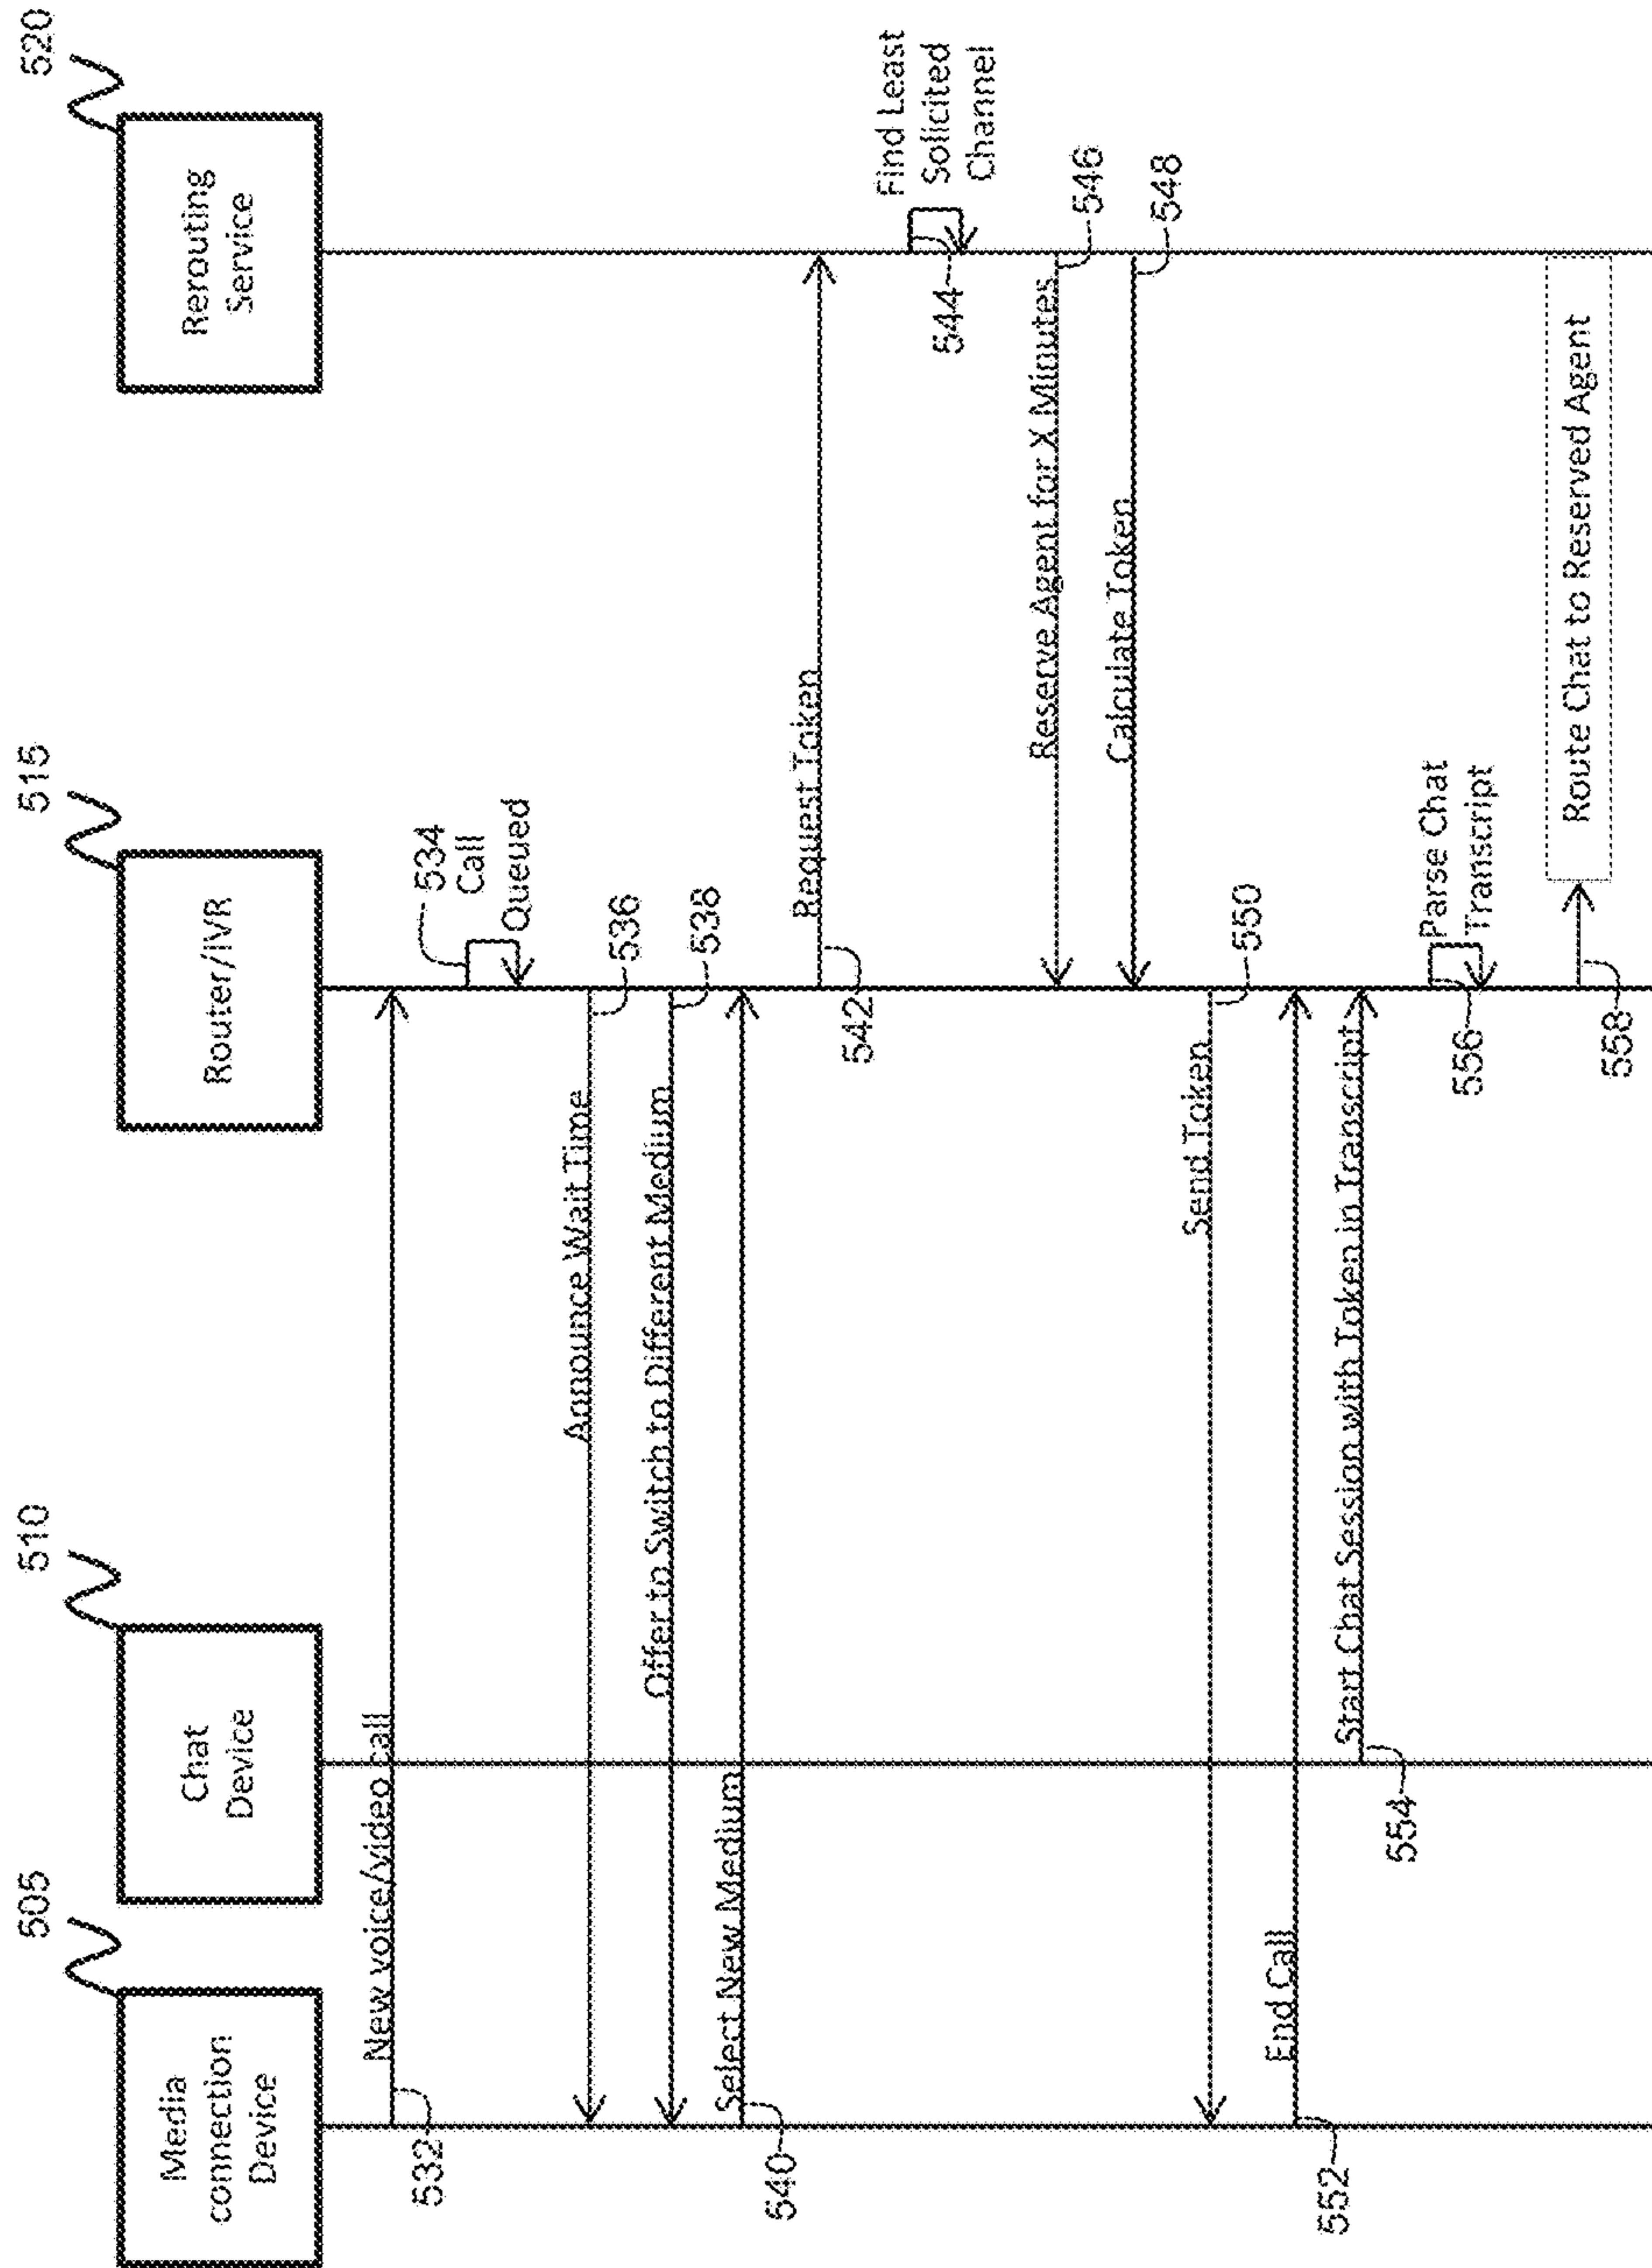 505
510
515
520
Media
connection
Device
Chat
Device
Router/IVR
Rerouting
Service
New voice/video call
532
534
Call
Queued
Announce Wait Time
536
Offer to Switch to Different Medium
538
Select New Medium
540
Request Token
542
Find Least
Solicited
Channel
544
Reserve Agent for X Minutes
546
Calculate Token
548
Send Token
550
End Call
552
Start Chat Session with Token in Transcript
554
Parse Chat
Transcript
556
Route Chat to Reserved Agent
558